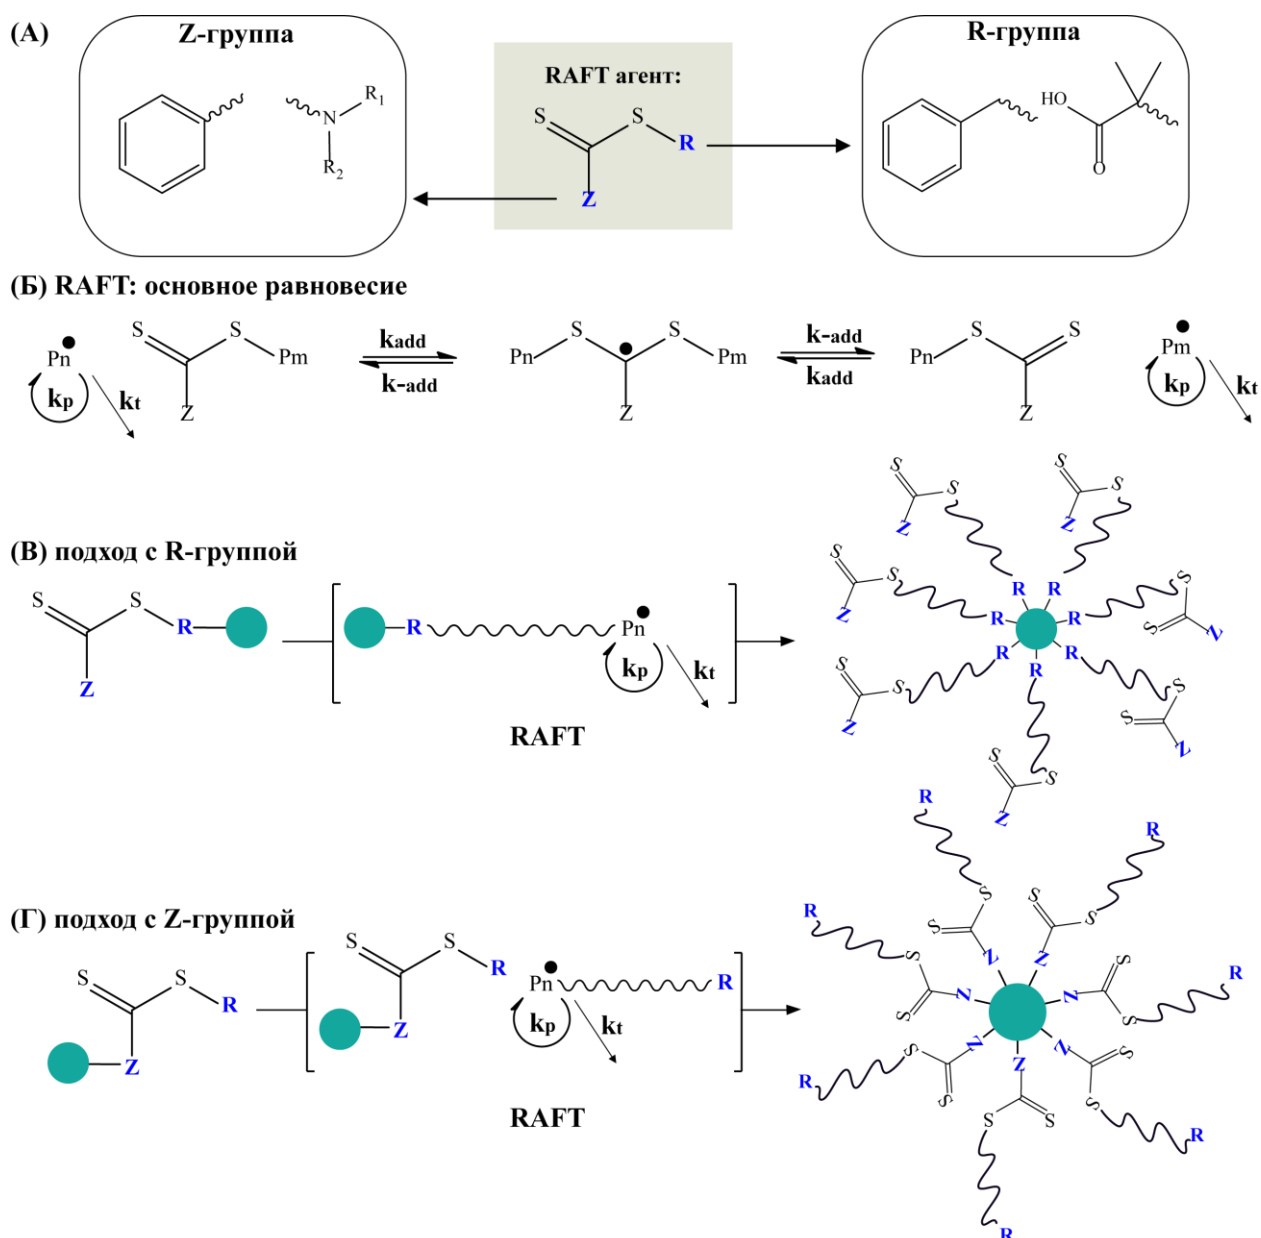 (А)
Z-группа
R-группа
RAFT агент:
R₁
N
R₂
S
S
R
Z
HO
O
(Б) RAFT: основное равновесие
Pn
kp
kt
S
S
Pm
Z
kadd
k-add
S
S
Pn
Pm
Z
k-add
kadd
S
S
Pn
Z
Pm
kp
kt
(В) подход с R-группой
S
S
R
Z
R
Pn
kp
kt
RAFT
S
S
Z
R
S
S
Z
R
S
S
Z
R
S
S
Z
R
S
S
Z
R
S
S
Z
R
S
S
Z
R
(Г) подход с Z-группой
S
S
R
Z
S
S
R
Z
Pn
R
kp
kt
RAFT
R
S
S
Z
R
S
S
Z
R
S
S
Z
R
S
S
Z
R
S
S
Z
R
S
S
Z
R
S
S
Z